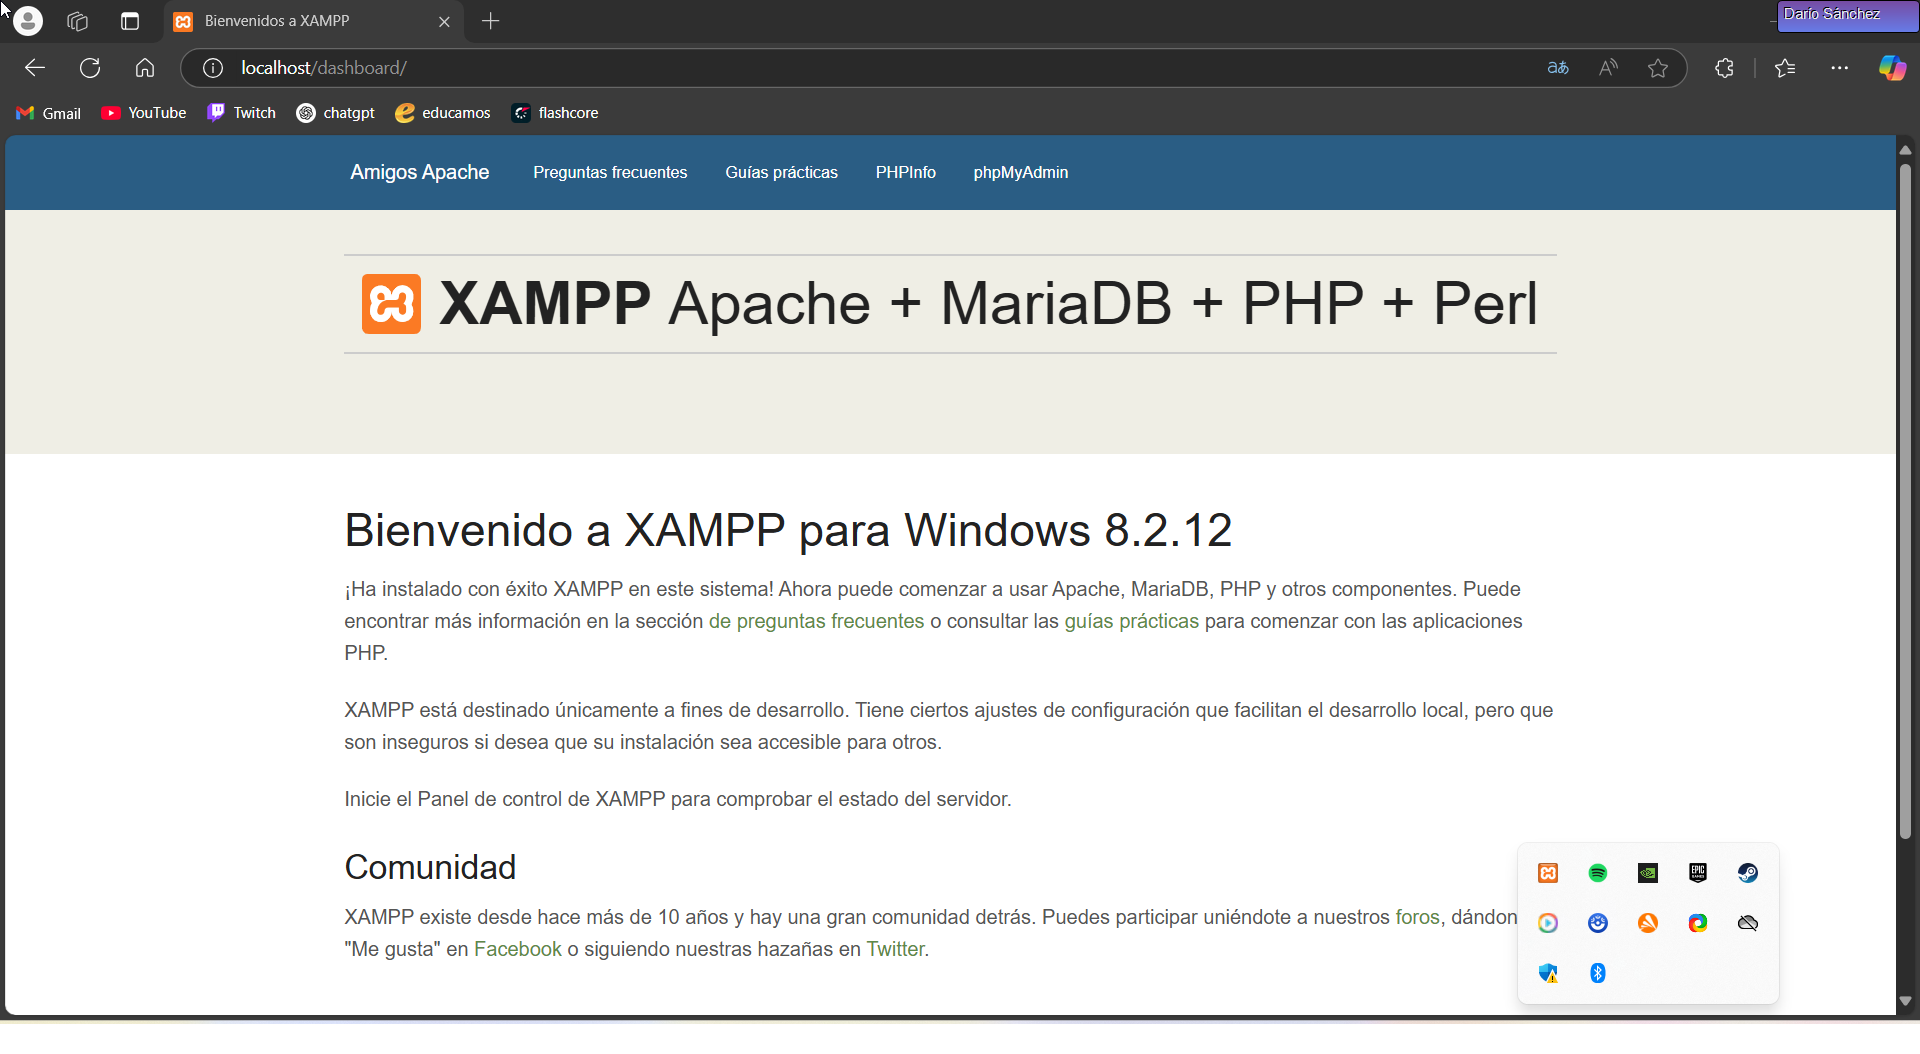 Bienvenidos a XAMPP
Darío Sánchez
localhost/dashboard/
Gmail
YouTube
Twitch
chatgpt
educamos
flashcore
Amigos Apache
Preguntas frecuentes
Guías prácticas
PHPInfo
phpMyAdmin
XAMPP Apache + MariaDB + PHP + Perl
Bienvenido a XAMPP para Windows 8.2.12
¡Ha instalado con éxito XAMPP en este sistema! Ahora puede comenzar a usar Apache, MariaDB, PHP y otros componentes. Puede
encontrar más información en la sección de preguntas frecuentes o consultar las guías prácticas para comenzar con las aplicaciones
PHP.
XAMPP está destinado únicamente a fines de desarrollo. Tiene ciertos ajustes de configuración que facilitan el desarrollo local, pero que
son inseguros si desea que su instalación sea accesible para otros.
Inicie el Panel de control de XAMPP para comprobar el estado del servidor.
Comunidad
XAMPP existe desde hace más de 10 años y hay una gran comunidad detrás. Puedes participar uniéndote a nuestros foros, dándon
"Me gusta" en Facebook o siguiendo nuestras hazañas en Twitter.
EPIC